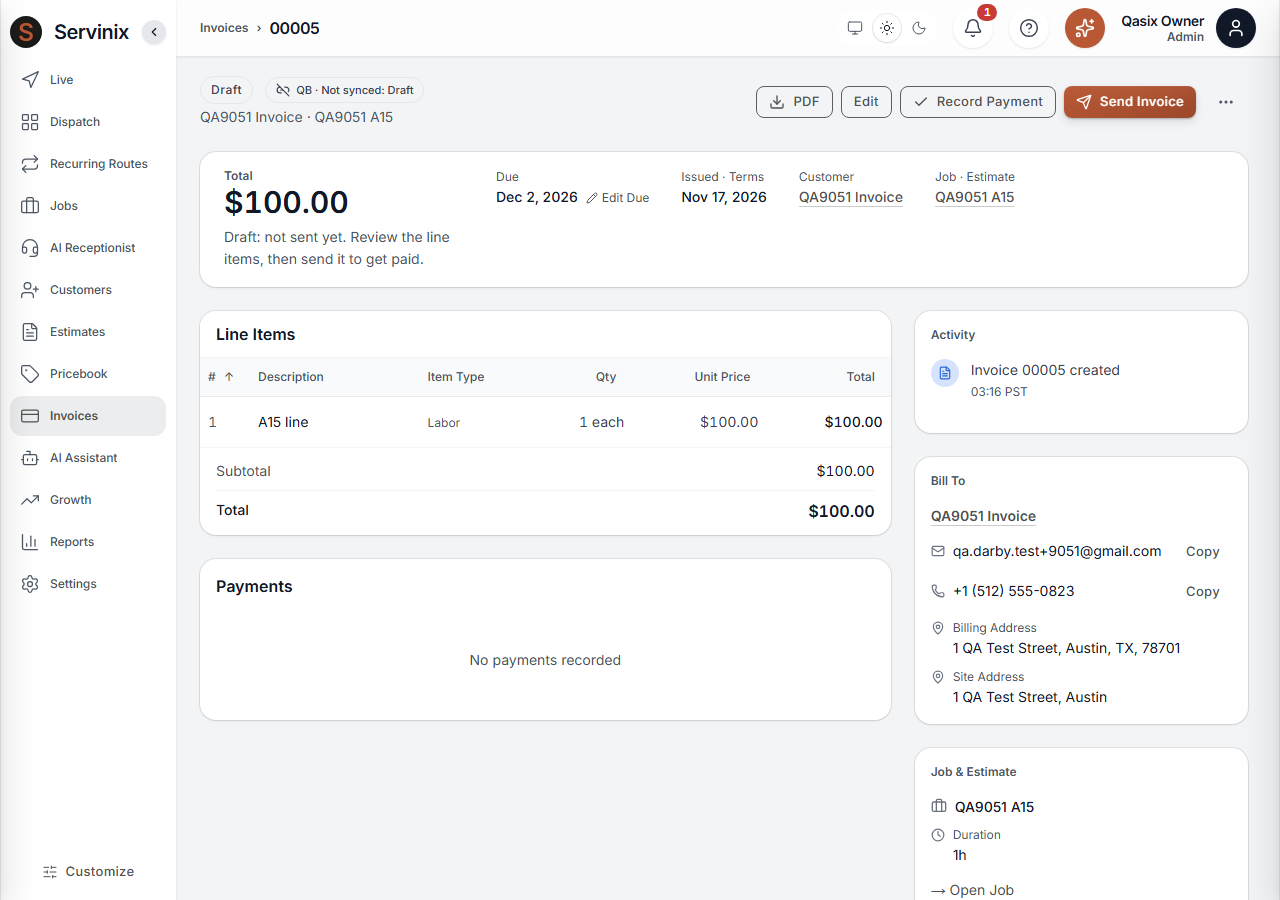 S Servinix
Live
Dispatch
Recurring Routes
Jobs
AI Receptionist
Customers
Estimates
Pricebook
Invoices
AI Assistant
Growth
Reports
Settings
Customize
Invoices › 00005
1
Qasix Owner
Admin
Draft
QB · Not synced: Draft
QA9051 Invoice · QA9051 A15
PDF
Edit
Record Payment
Send Invoice
Total
$100.00
Draft: not sent yet. Review the line
items, then send it to get paid.
Due
Dec 2, 2026 Edit Due
Issued · Terms
Nov 17, 2026
Customer
QA9051 Invoice
Job · Estimate
QA9051 A15
Line Items
# ↑ Description Item Type Qty Unit Price Total
1 A15 line Labor 1 each $100.00 $100.00
Subtotal $100.00
Total $100.00
Payments
No payments recorded
Activity
Invoice 00005 created
03:16 PST
Bill To
QA9051 Invoice
qa.darby.test+9051@gmail.com Copy
+1 (512) 555-0823 Copy
Billing Address
1 QA Test Street, Austin, TX, 78701
Site Address
1 QA Test Street, Austin
Job & Estimate
QA9051 A15
Duration
1h
→ Open Job